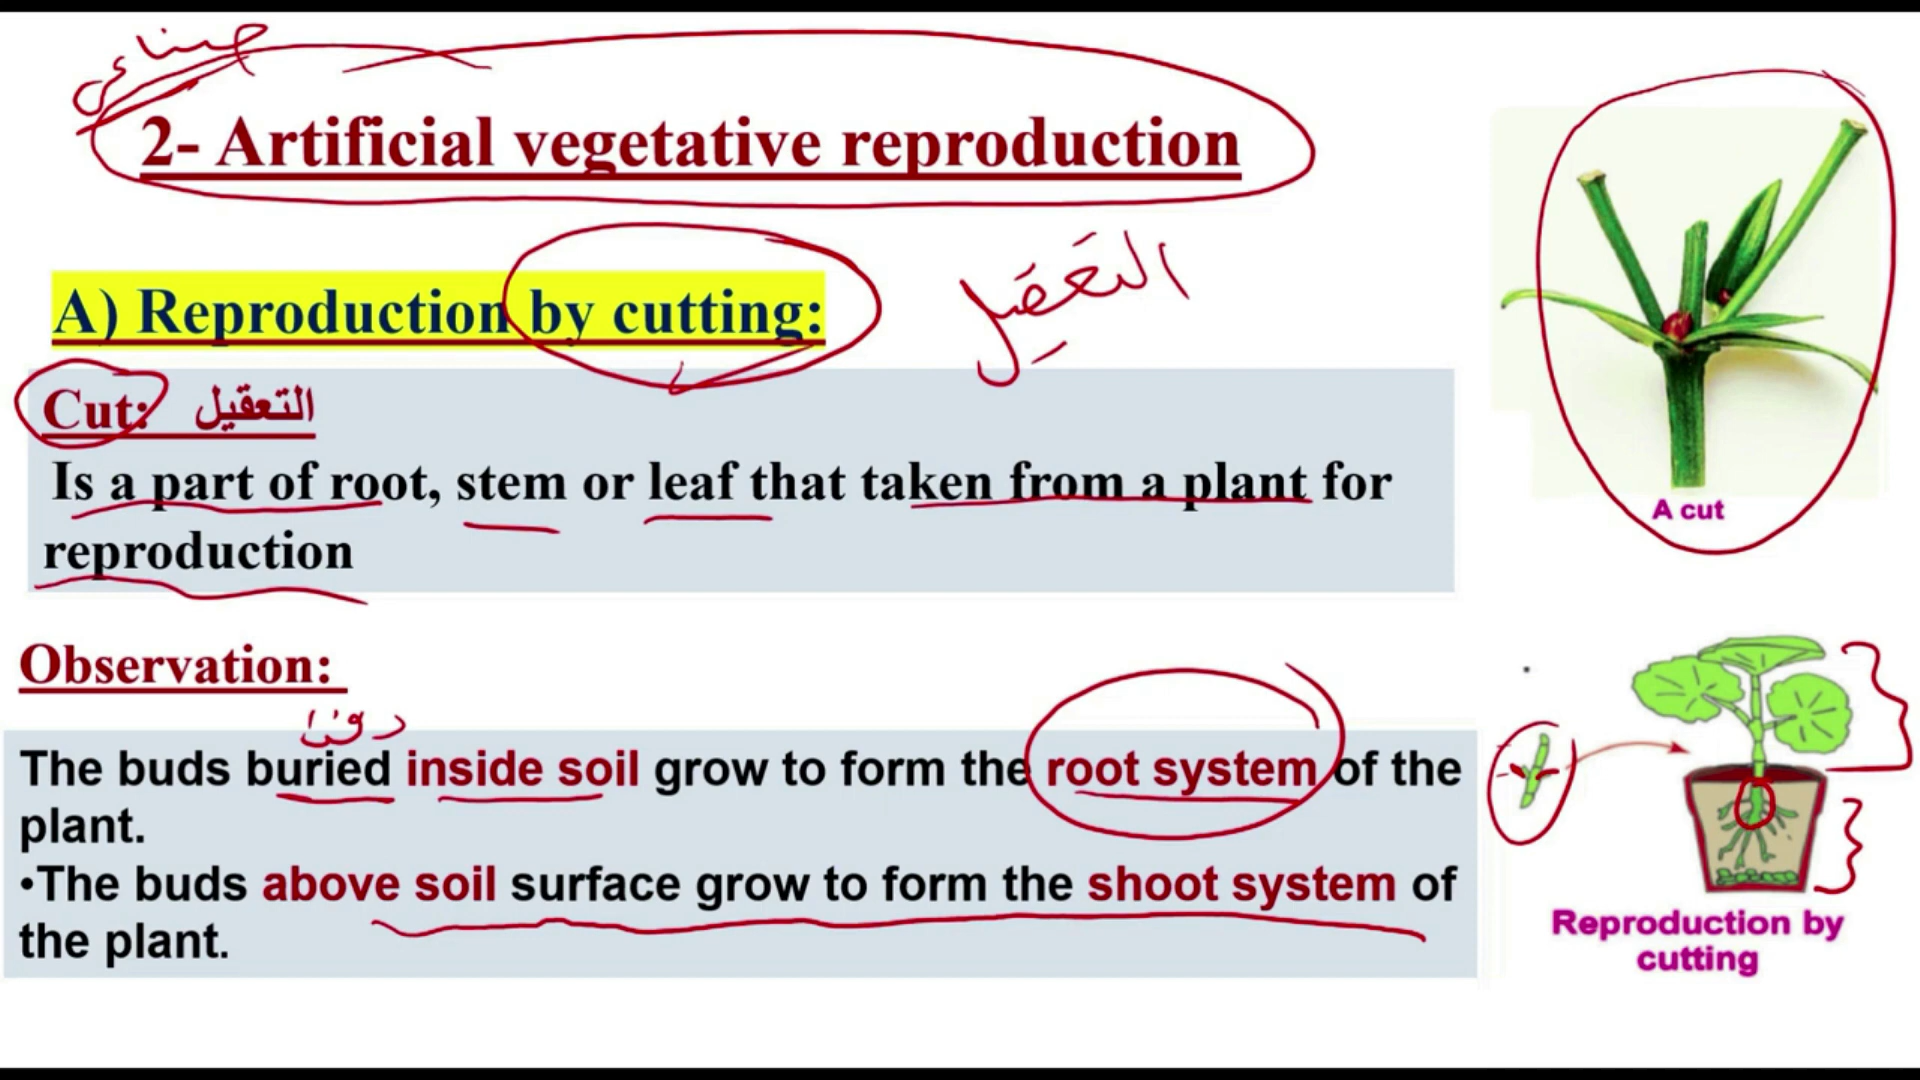 صناعي
2- Artificial vegetative reproduction
A) Reproduction by cutting:
التعقيل
Cut: التعقيل
Is a part of root, stem or leaf that taken from a plant for
reproduction
A cut
Observation:
The buds buried inside soil grow to form the root system of the
plant.
•The buds above soil surface grow to form the shoot system of
the plant.
Reproduction by
cutting